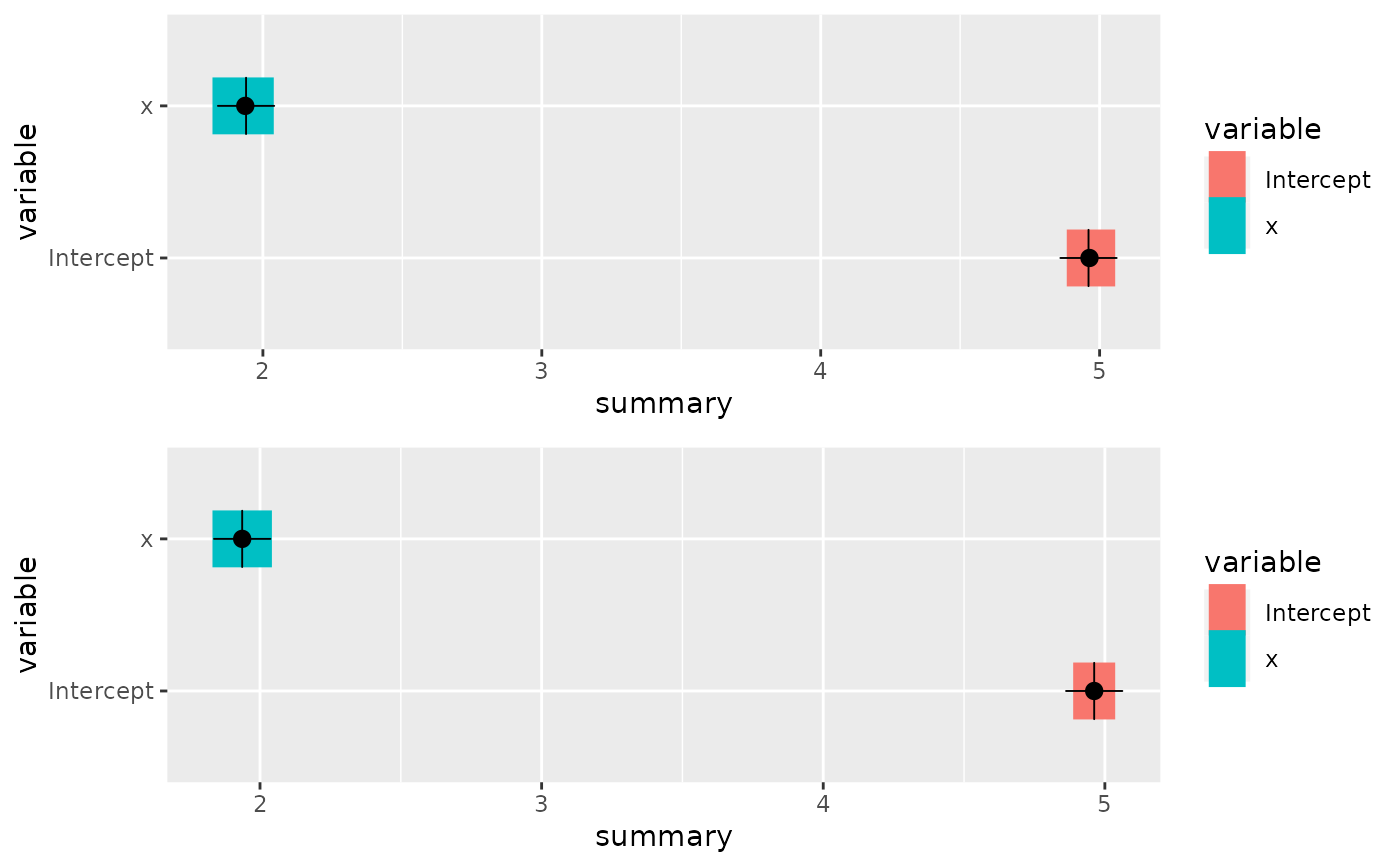 variable
x
Intercept
2 3 4 5
summary
variable
Intercept
x
variable
x
Intercept
2 3 4 5
summary
variable
Intercept
x